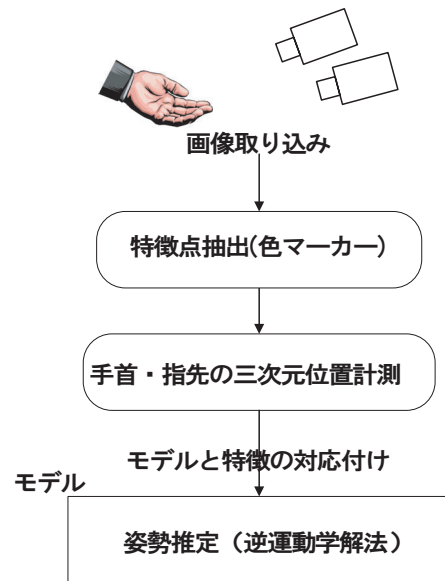 画像取り込み
特徴点抽出(色マーカー)
手首・指先の三次元位置計測
モデルと特徴の対応付け
モデル
姿勢推定（逆運動学解法）